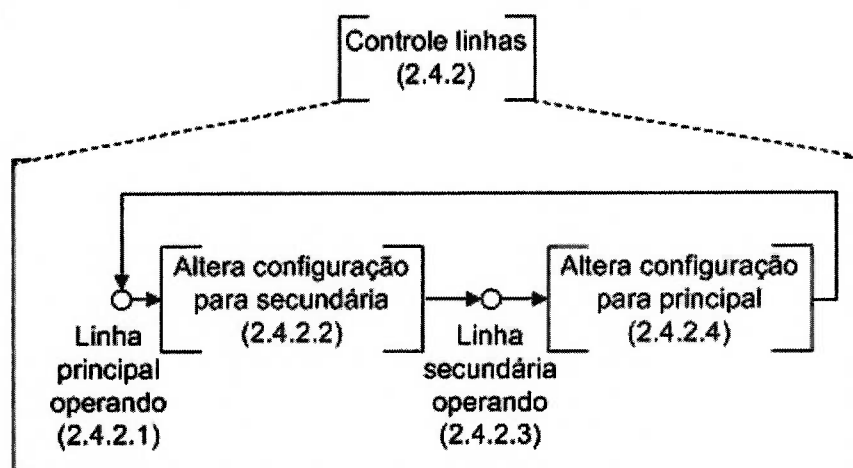 Controle linhas
(2.4.2)
Altera configuração
para secundária
(2.4.2.2)
Altera configuração
para principal
(2.4.2.4)
Linha
principal
operando
(2.4.2.1)
Linha
secundária
operando
(2.4.2.3)